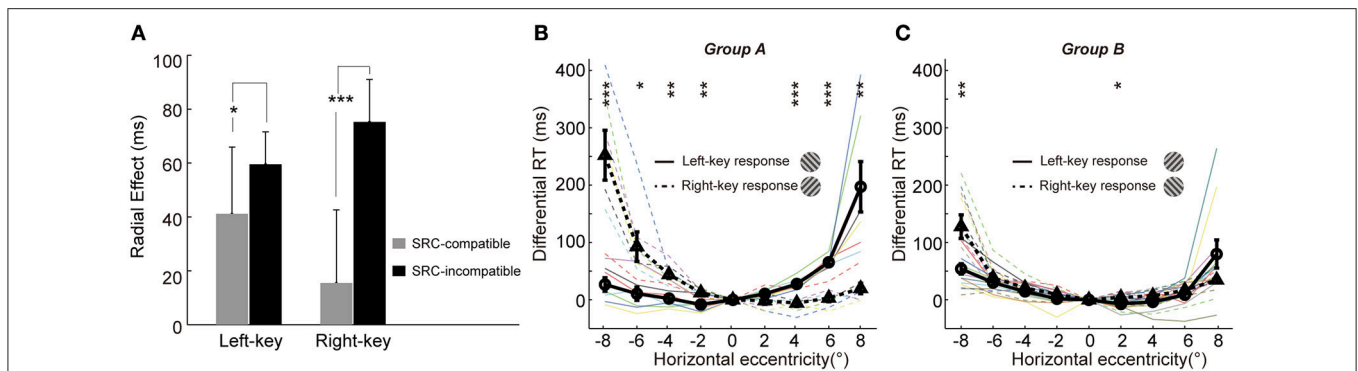 A
Radial Effect (ms)
100
80
60
40
20
0
*
***
Left-key
Right-key
SRC-compatible
SRC-incompatible
B
Group A
Differential RT (ms)
400
300
200
100
0
***
*
**
**
***
***
**
Left-key response
Right-key response
-8 -6 -4 -2 0 2 4 6 8
Horizontal eccentricity(°)
C
Group B
Differential RT (ms)
400
300
200
100
0
**
*
Left-key response
Right-key response
-8 -6 -4 -2 0 2 4 6 8
Horizontal eccentricity(°)